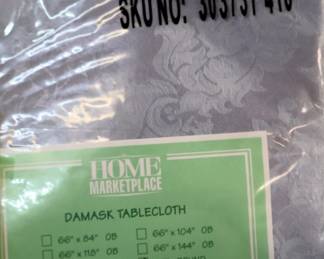 SKU NO: 303731 410
HOME
MARKETPLACE
DAMASK TABLECLOTH
66" x 84" OB
66" x 104" OB
66" x 118" OB
66" x 144" OB